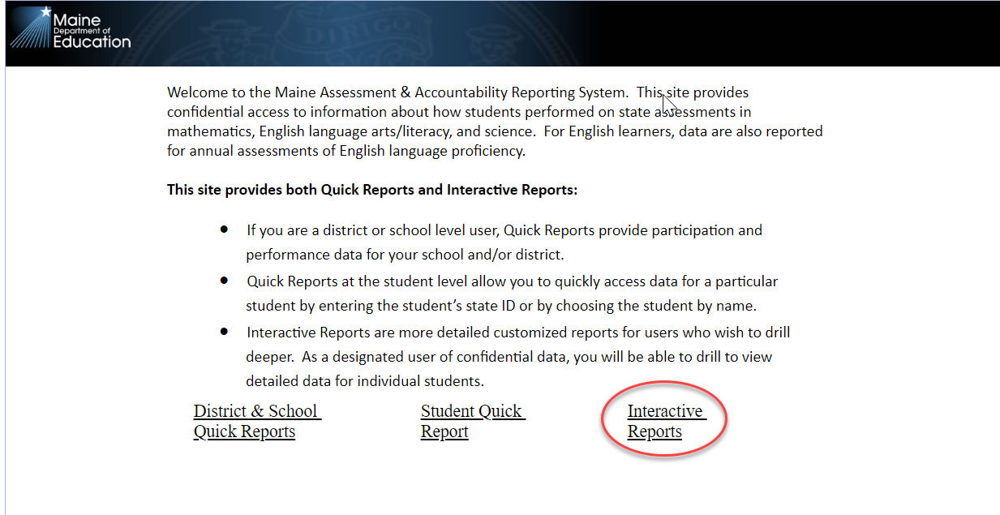 Maine
Department of
Education
DIRIGO
Welcome to the Maine Assessment & Accountability Reporting System.  This site provides
confidential access to information about how students performed on state assessments in
mathematics, English language arts/literacy, and science.  For English learners, data are also reported
for annual assessments of English language proficiency.
This site provides both Quick Reports and Interactive Reports:
● If you are a district or school level user, Quick Reports provide participation and
performance data for your school and/or district.
● Quick Reports at the student level allow you to quickly access data for a particular
student by entering the student’s state ID or by choosing the student by name.
● Interactive Reports are more detailed customized reports for users who wish to drill
deeper.  As a designated user of confidential data, you will be able to drill to view
detailed data for individual students.
District & School
Quick Reports
Student Quick
Report
Interactive
Reports